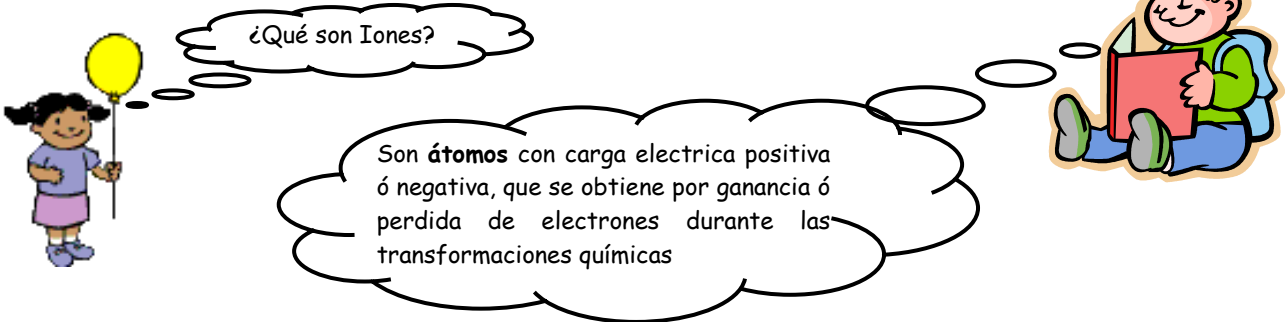 ¿Qué son Iones?
Son átomos con carga electrica positiva
ó negativa, que se obtiene por ganancia ó
perdida de electrones durante las
transformaciones químicas